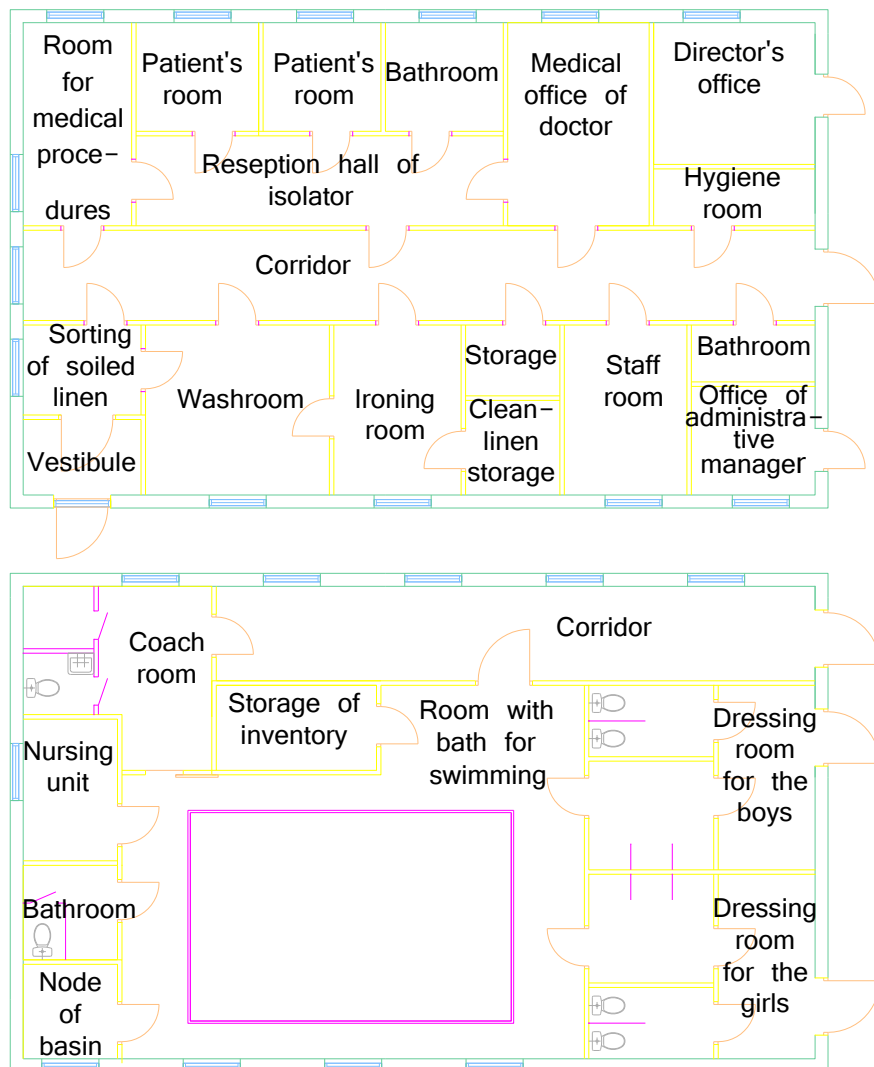 Room
for
medical
proce-
dures
Patient's
room
Patient's
room
Bathroom
Medical
office of
doctor
Director's
office
Reseption hall of
isolator
Hygiene
room
Corridor
Sorting
of soiled
linen
Washroom
Ironing
room
Storage
Clean-
linen
storage
Staff
room
Bathroom
Office of
administra-
tive
manager
Vestibule
Coach
room
Corridor
Storage of
inventory
Room with
bath for
swimming
Dressing
room
for the
boys
Nursing
unit
Bathroom
Dressing
room
for the
girls
Node
of
basin